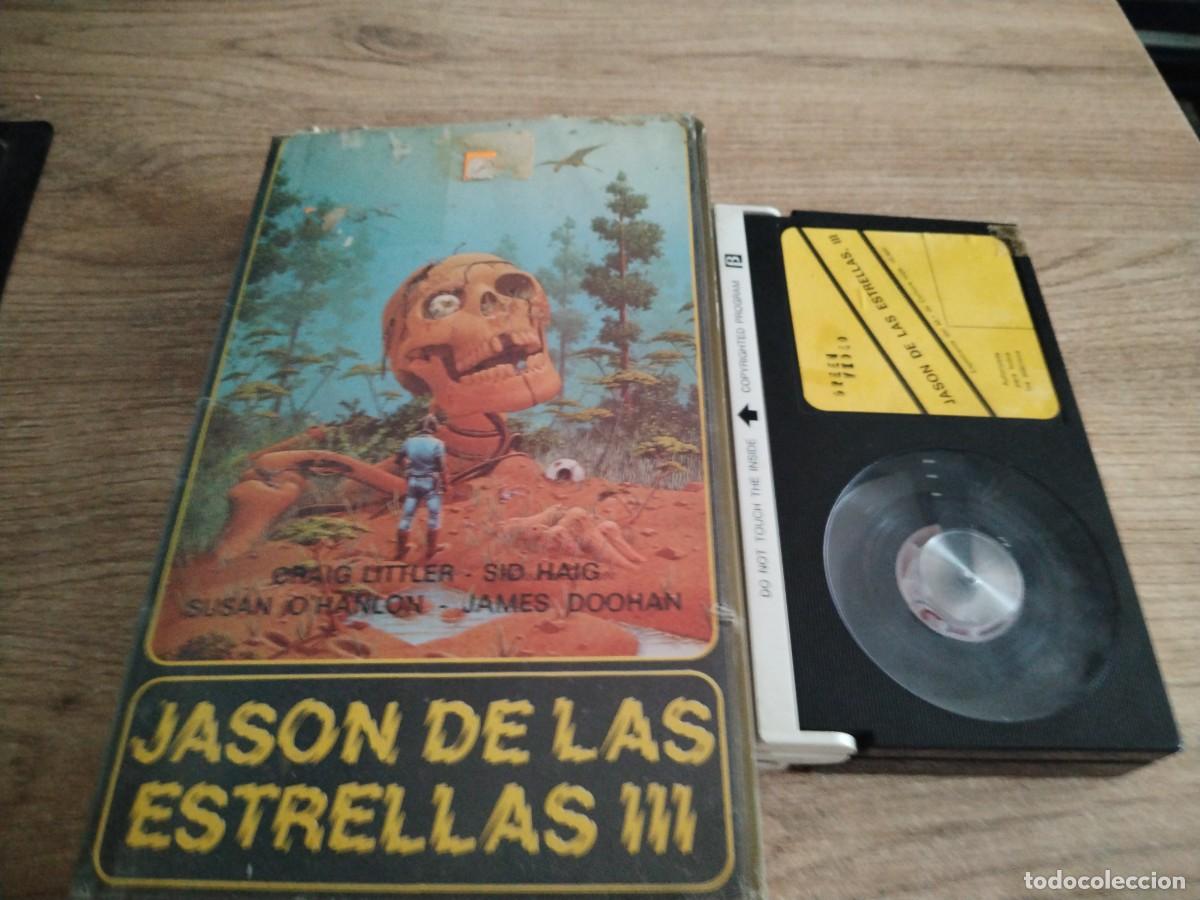 CRAIG LITTLER - SID HAIG
SUSAN O'HANLON - JAMES DOOHAN
JASON DE LAS
ESTRELLAS III
DO NOT TOUCH THE INSIDE
COPYRIGHTED PROGRAM
JASON DE LAS ESTRELLAS, III
todocoleccion